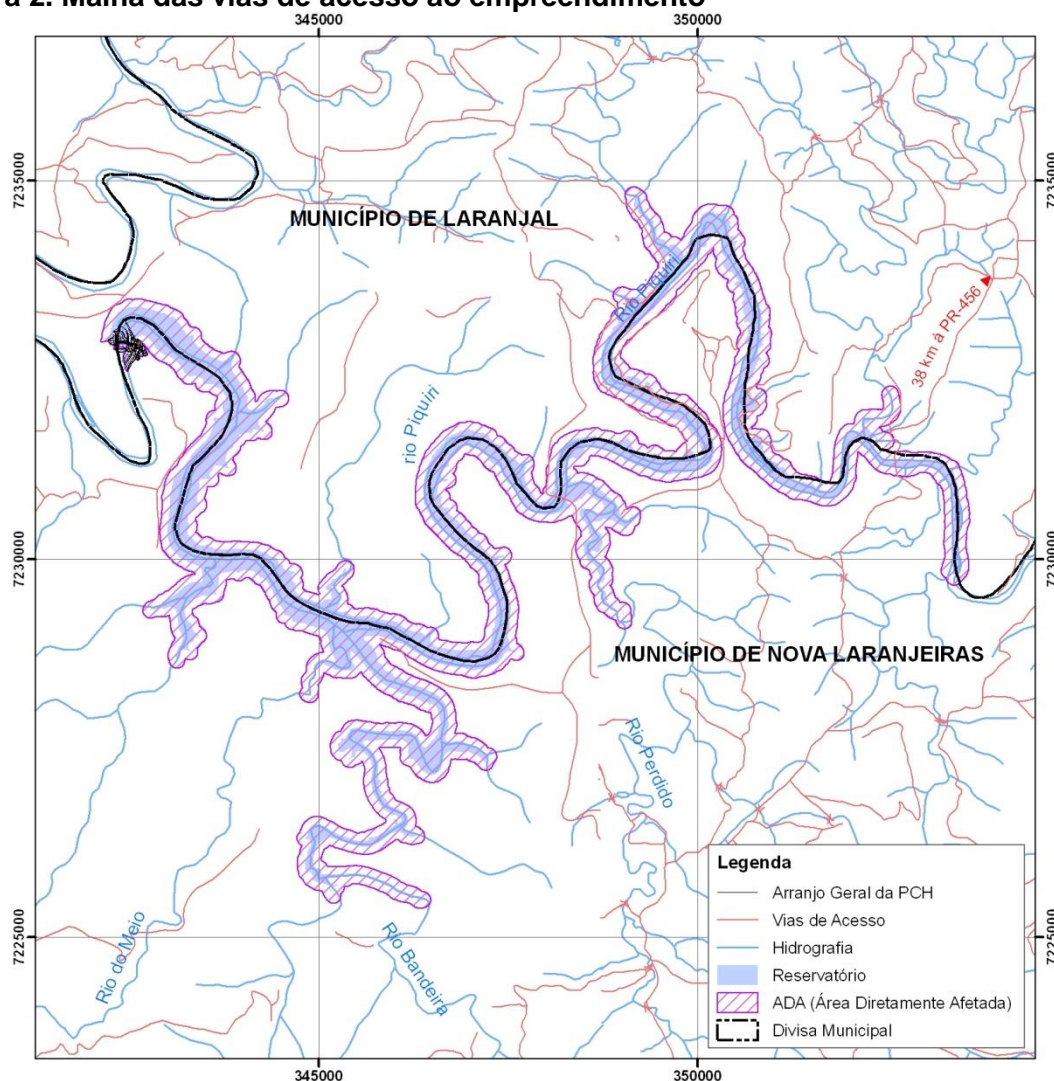 a 2. Malha das vias de acesso ao empreendimento
345000
350000
7235000
7235000
MUNICÍPIO DE LARANJAL
Rio Piquiri
38 km à PR-456
rio Piquiri
7230000
7230000
MUNICÍPIO DE NOVA LARANJEIRAS
Rio Perdido
Rio do Meio
Rio Bandeira
7225000
7225000
Legenda
Arranjo Geral da PCH
Vias de Acesso
Hidrografia
Reservatório
ADA (Área Diretamente Afetada)
Divisa Municipal
345000
350000